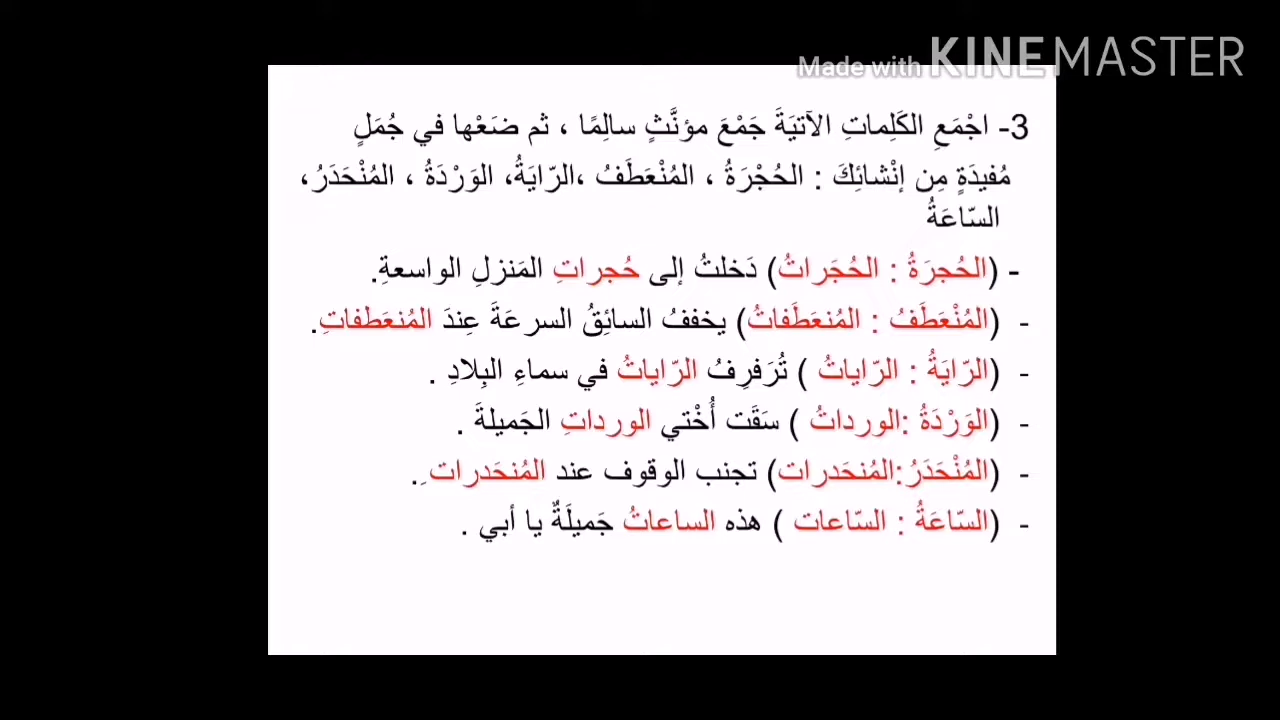 Made with KINEMASTER
3- اجْمَعِ الكَلِماتِ الآتيَةَ جَمْعَ مؤنَّثٍ سالِمًا ، ثم ضَعْها في جُمَلٍ
مُفيدَةٍ مِن إنْشائِكَ : الحُجْرَةُ ، المُنْعَطَفُ ،الرّايَةُ، الوَرْدَةُ ، المُنْحَدَرُ،
السّاعَةُ
- (الحُجرَةُ : الحُجَراتُ) دَخلتُ إلى حُجراتِ المَنزلِ الواسعةِ.
- (المُنْعَطَفُ : المُنعَطَفاتُ) يخففُ السائِقُ السرعَةَ عِندَ المُنعَطفاتِ.
- (الرّايَةُ : الرّاياتُ ) تُرَفرِفُ الرّاياتُ في سماءِ البِلادِ .
- (الوَرْدَةُ :الورداتُ ) سَقَت أُخْتي الورداتِ الجَميلةَ .
- (المُنْحَدَرُ:المُنحَدرات) تجنب الوقوف عند المُنحَدرات ِ.
- (السّاعَةُ : السّاعات ) هذه الساعاتُ جَميلَةٌ يا أبي .